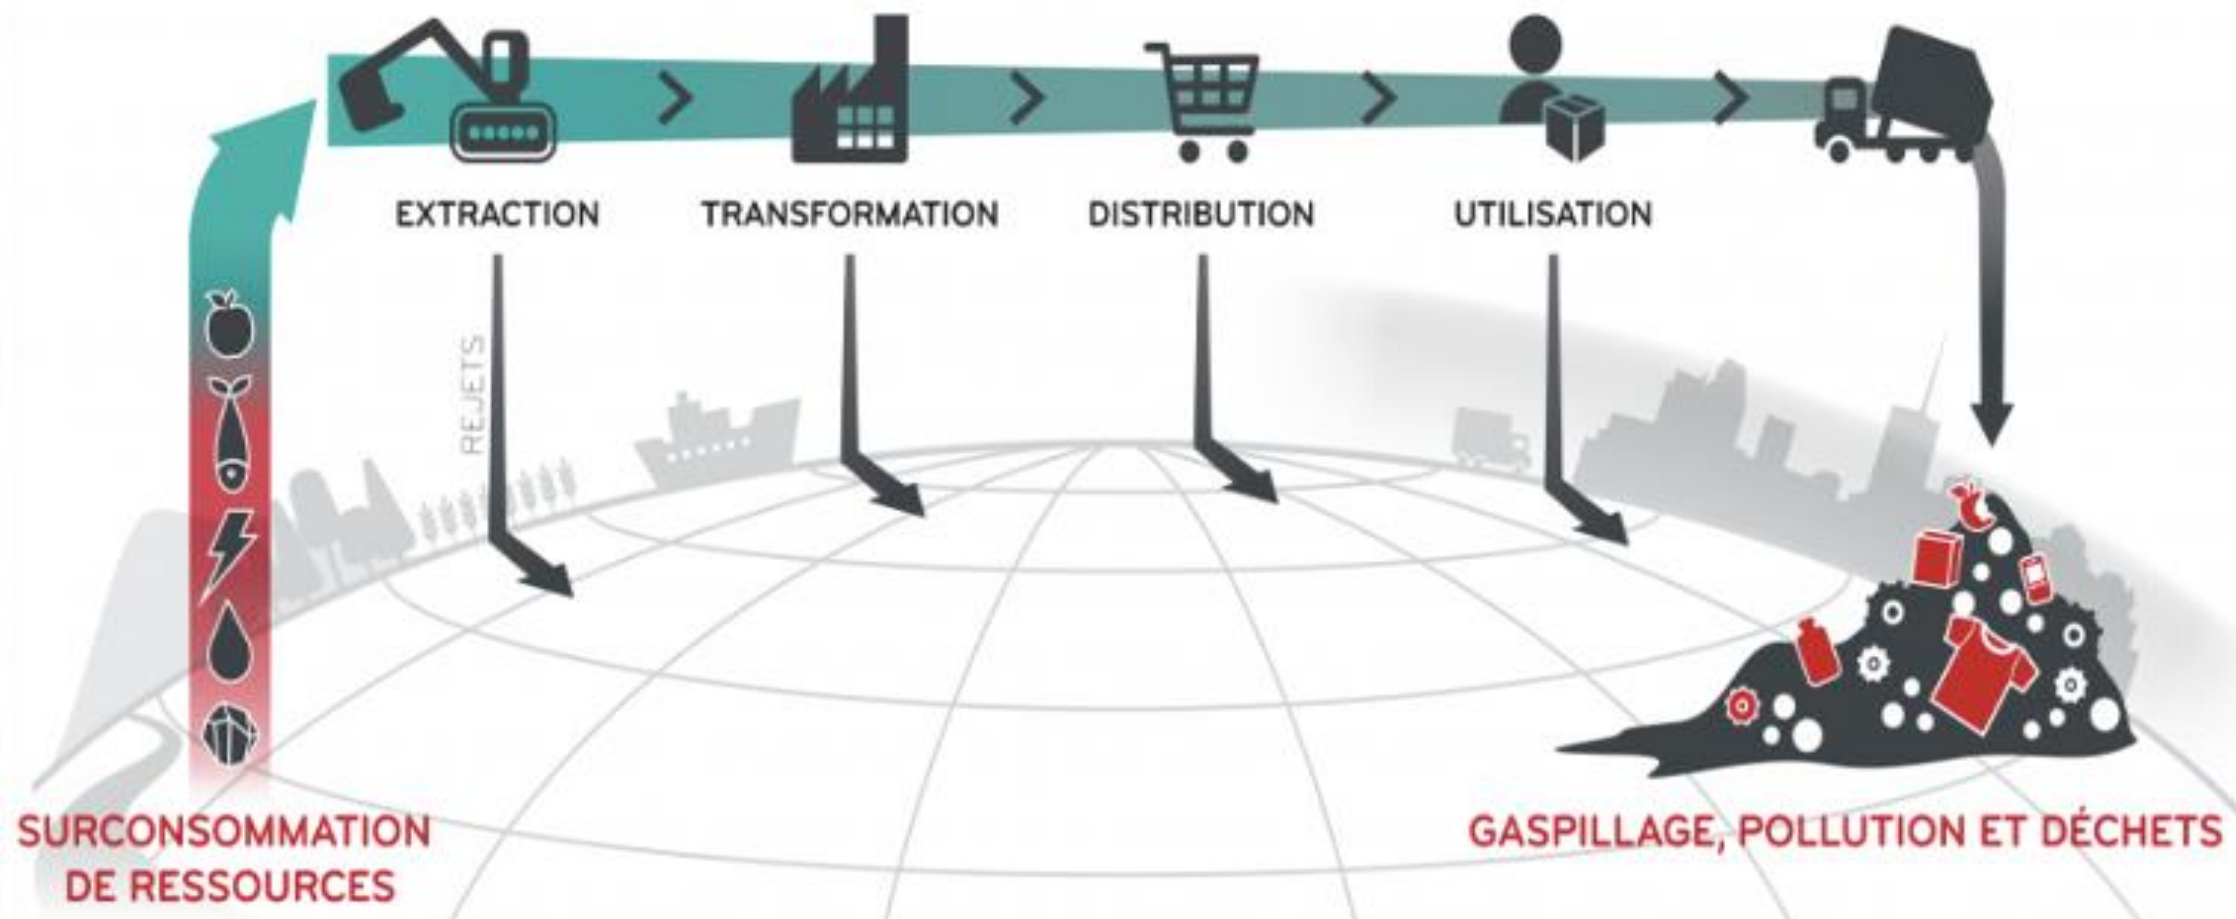 EXTRACTION
TRANSFORMATION
DISTRIBUTION
UTILISATION
REJETS
SURCONSOMMATION
DE RESSOURCES
GASPILLAGE, POLLUTION ET DÉCHETS